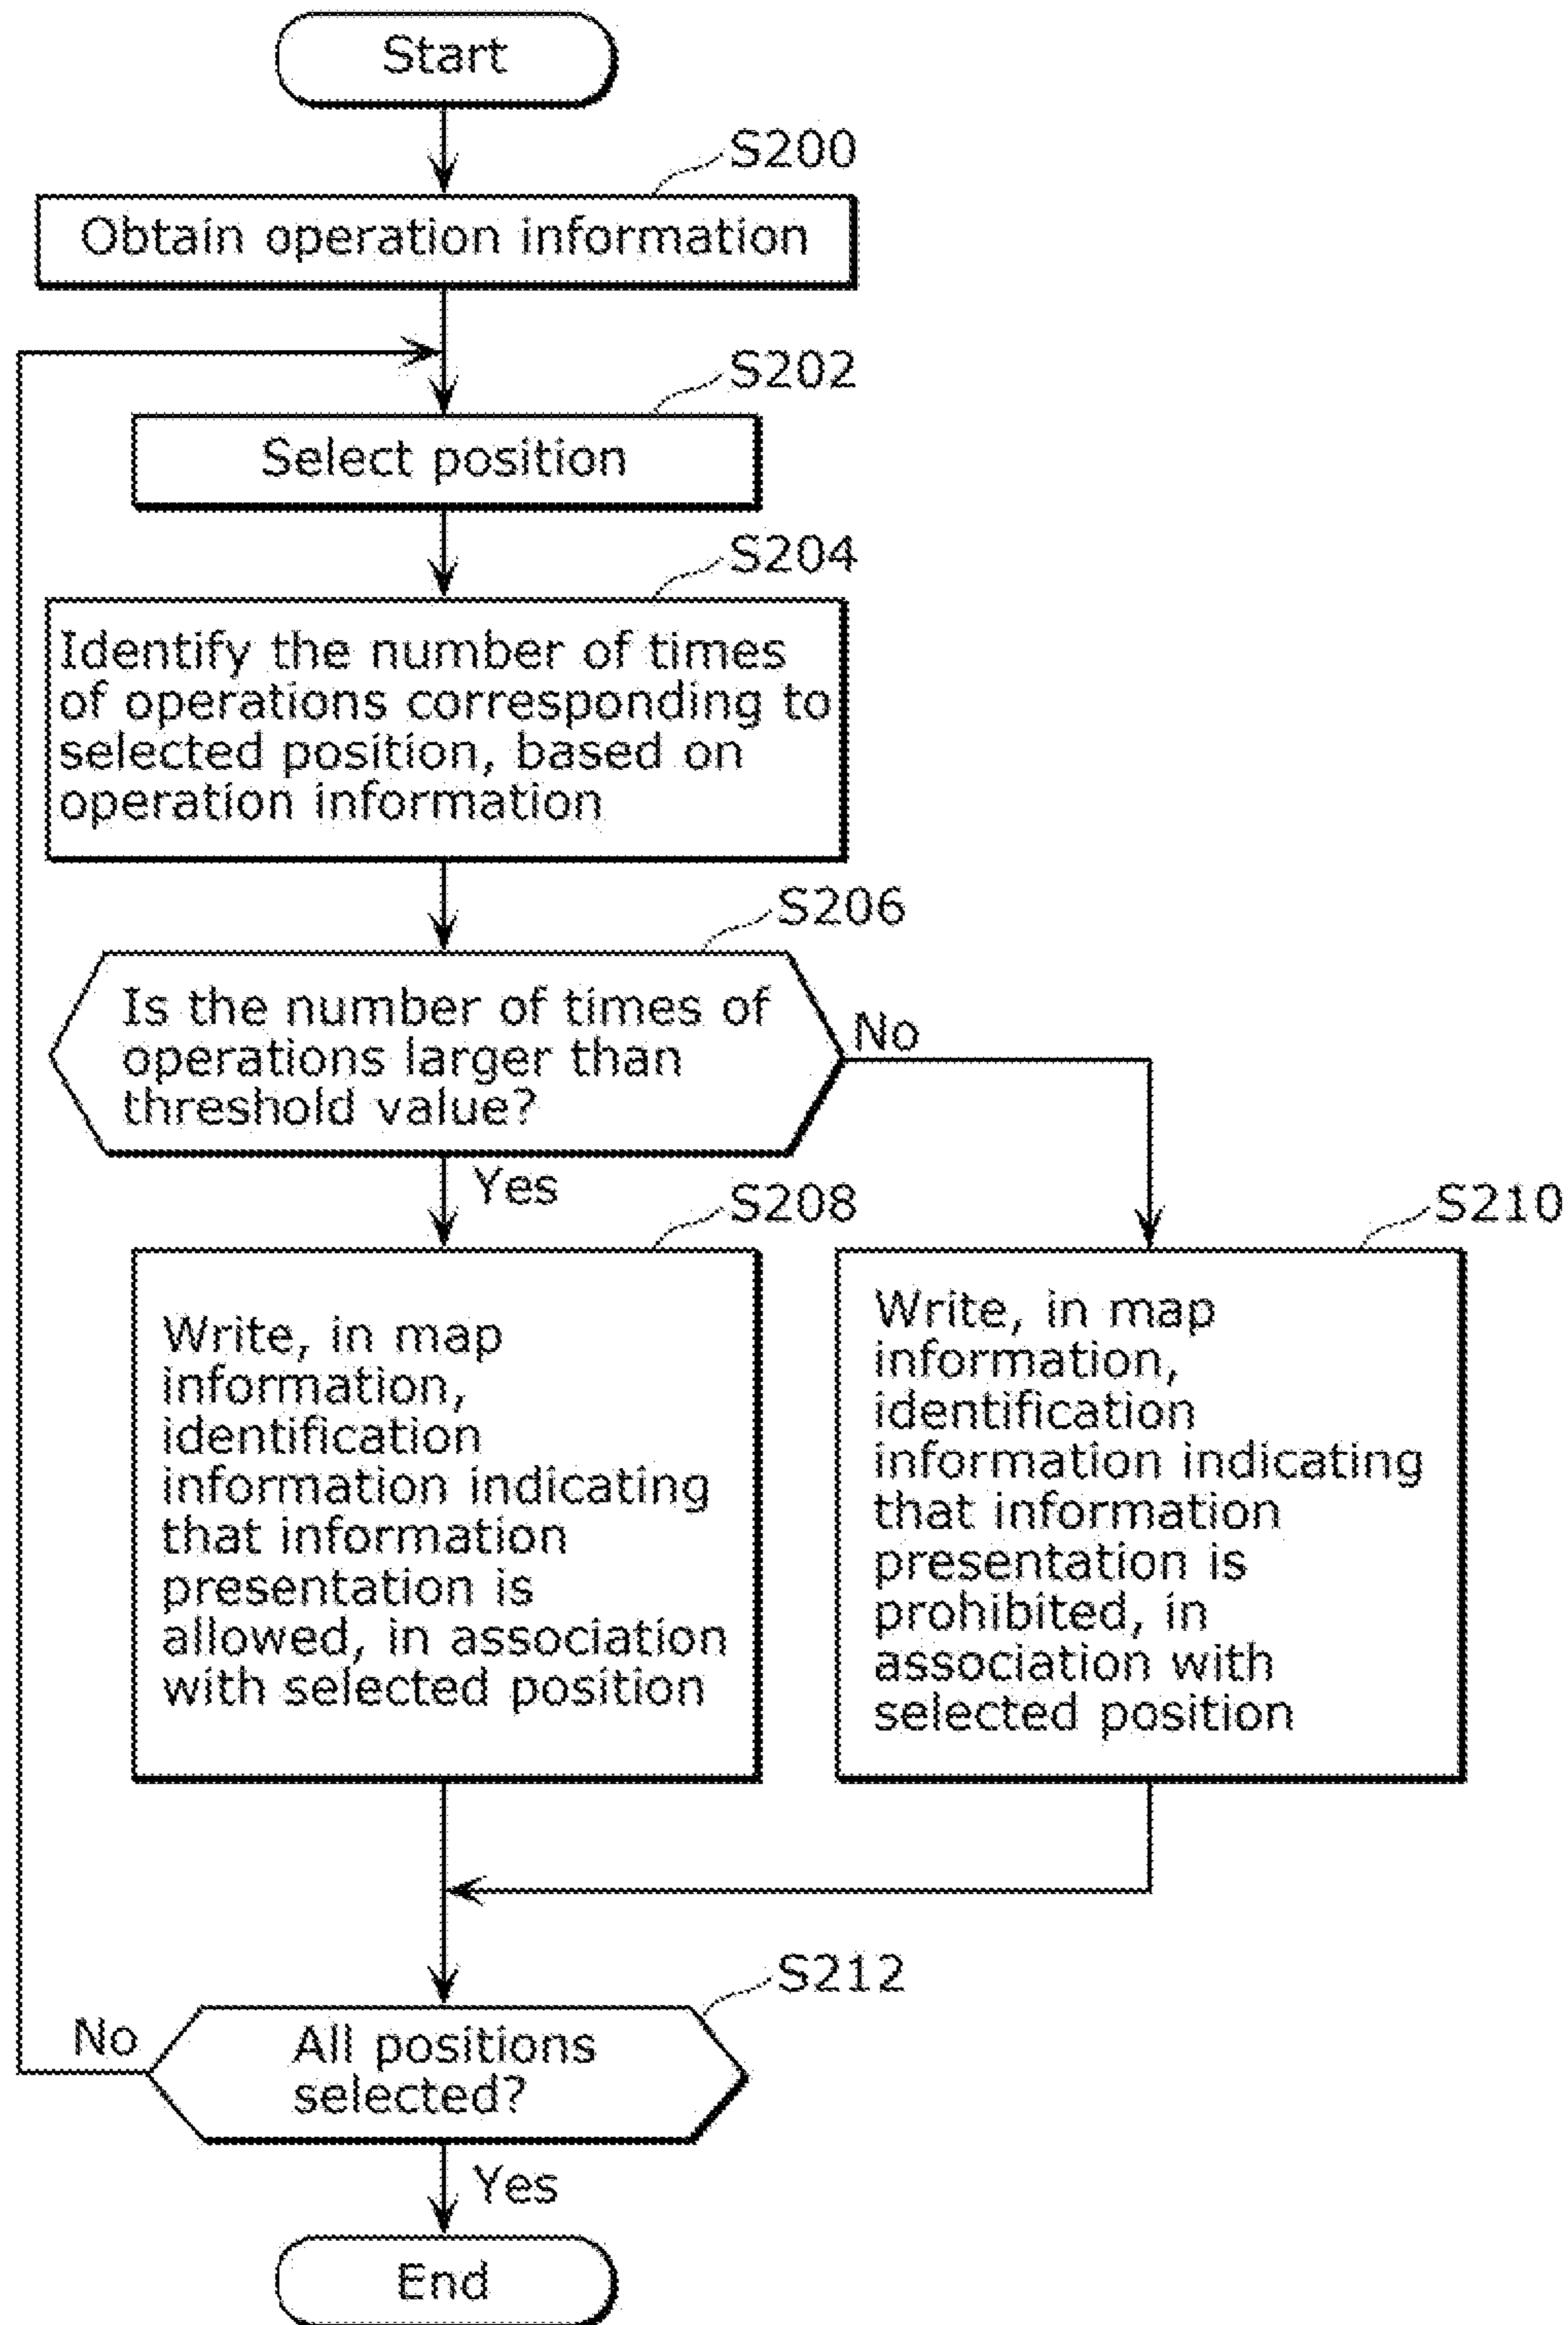 Start
S200
Obtain operation information
S202
Select position
S204
Identify the number of times
of operations corresponding to
selected position, based on
operation information
S206
Is the number of times of
operations larger than
threshold value?
No
Yes
S208
Write, in map
information,
identification
information indicating
that information
presentation is
allowed, in association
with selected position
S210
Write, in map
information,
identification
information indicating
that information
presentation is
prohibited, in
association with
selected position
S212
All positions
selected?
No
Yes
End